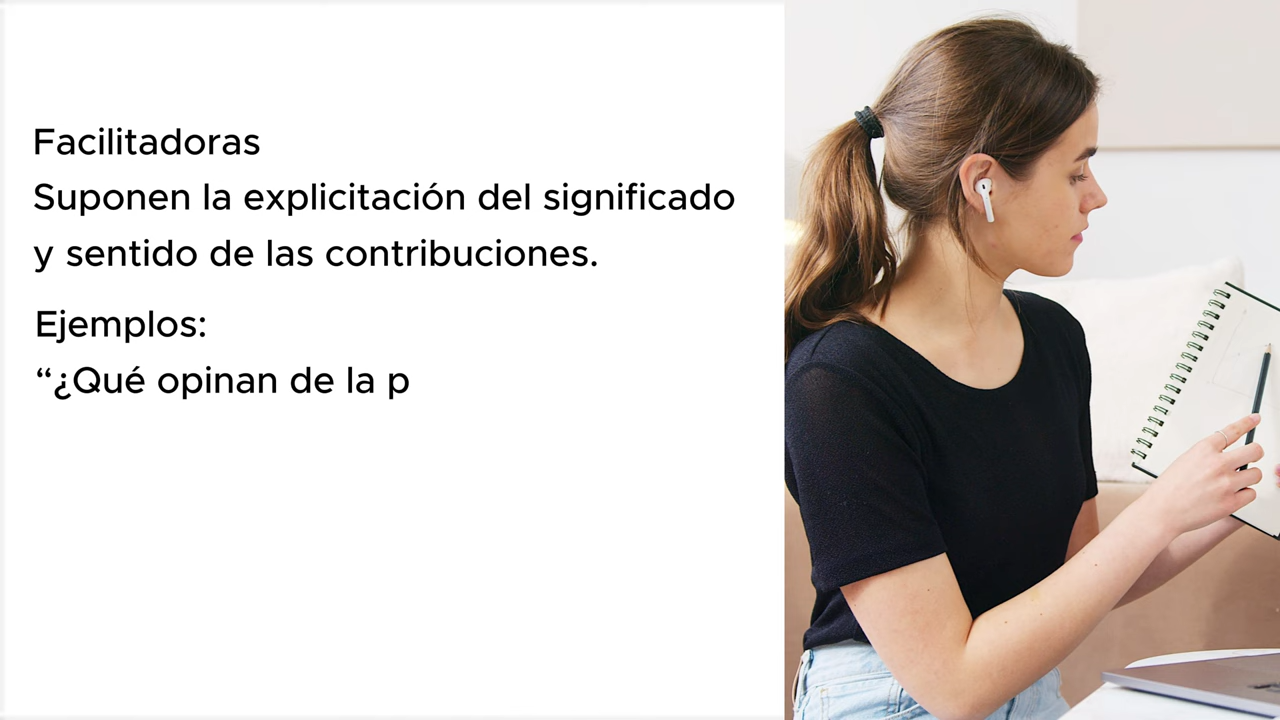 Facilitadoras
Suponen la explicitación del significado
y sentido de las contribuciones.
Ejemplos:
“¿Qué opinan de la p